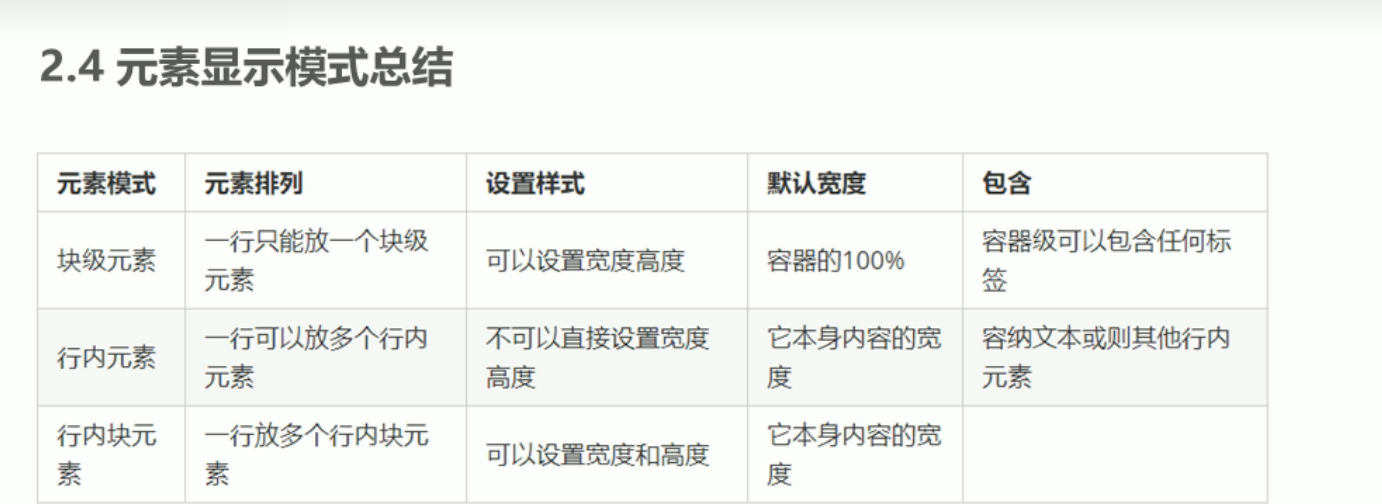 2.4 元素显示模式总结
元素模式 元素排列 设置样式 默认宽度 包含
块级元素 一行只能放一个块级元素 可以设置宽度高度 容器的100% 容器级可以包含任何标签
行内元素 一行可以放多个行内元素 不可以直接设置宽度高度 它本身内容的宽度 容纳文本或则其他行内元素
行内块元素 一行放多个行内块元素 可以设置宽度和高度 它本身内容的宽度